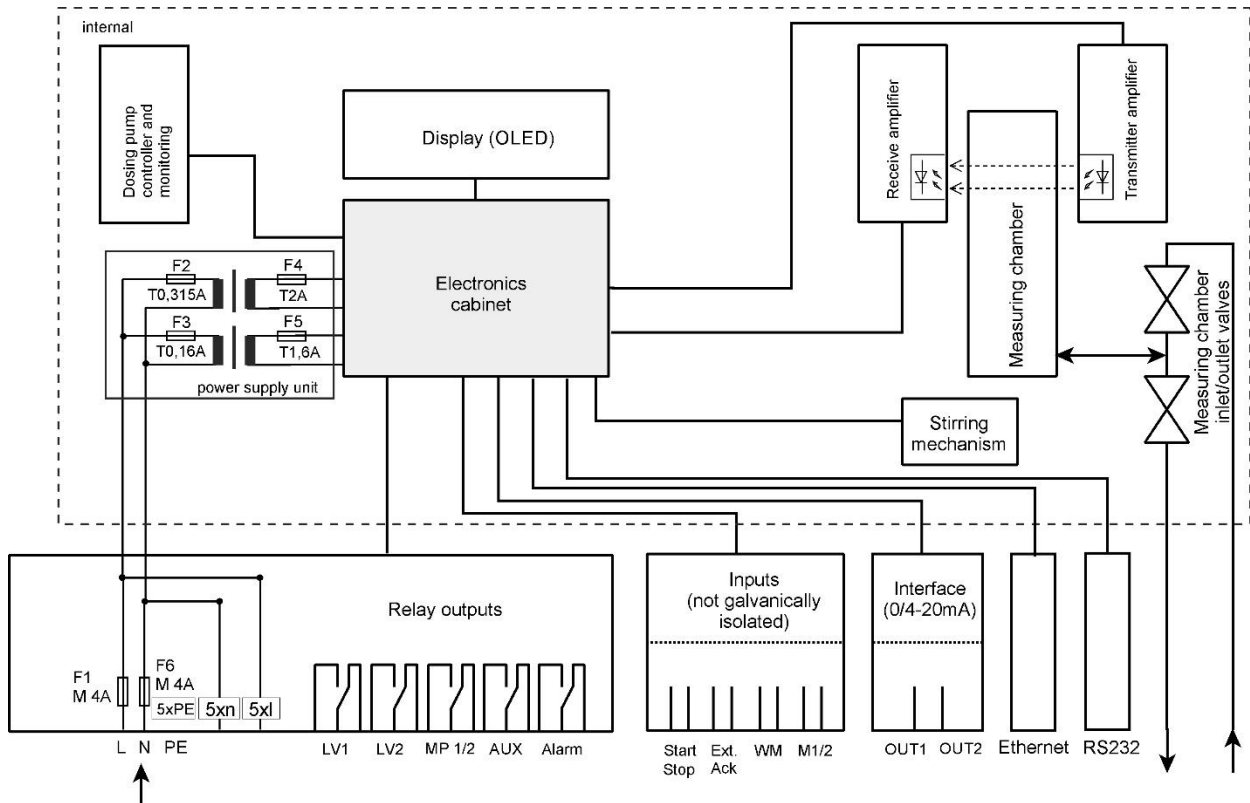 internal
Dosing pump
controller and
monitoring
Display (OLED)
Receive amplifier
Measuring chamber
Transmitter amplifier
F2
T0,315A
F4
T2A
F3
T0,16A
F5
T1,6A
power supply unit
Electronics
cabinet
Measuring chamber
inlet/outlet valves
Stirring
mechanism
Relay outputs
F1
M 4A
F6
M 4A
5xPE
5xn
5xl
L
N
PE
LV1
LV2
MP 1/2
AUX
Alarm
Inputs
(not galvanically
isolated)
Start
Stop
Ext.
Ack
WM
M1/2
Interface
(0/4-20mA)
OUT1
OUT2
Ethernet
RS232